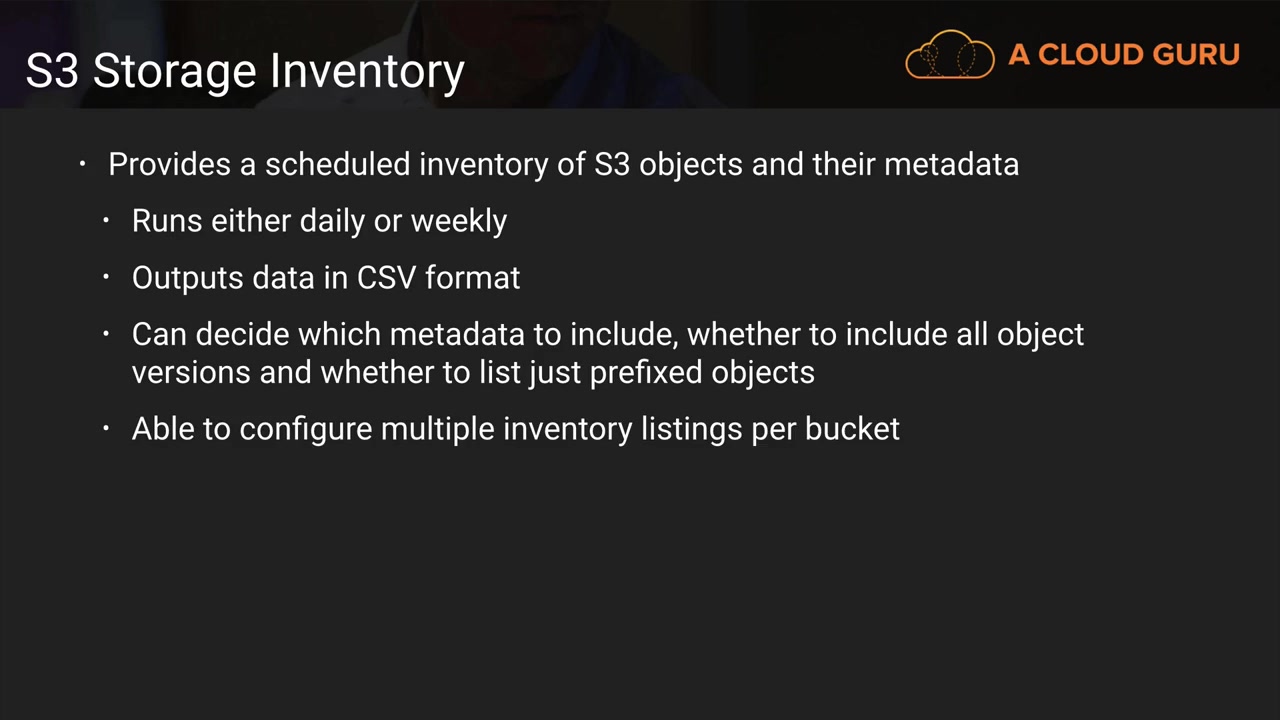 S3 Storage Inventory
A CLOUD GURU
• Provides a scheduled inventory of S3 objects and their metadata
• Runs either daily or weekly
• Outputs data in CSV format
• Can decide which metadata to include, whether to include all object
versions and whether to list just prefixed objects
• Able to configure multiple inventory listings per bucket